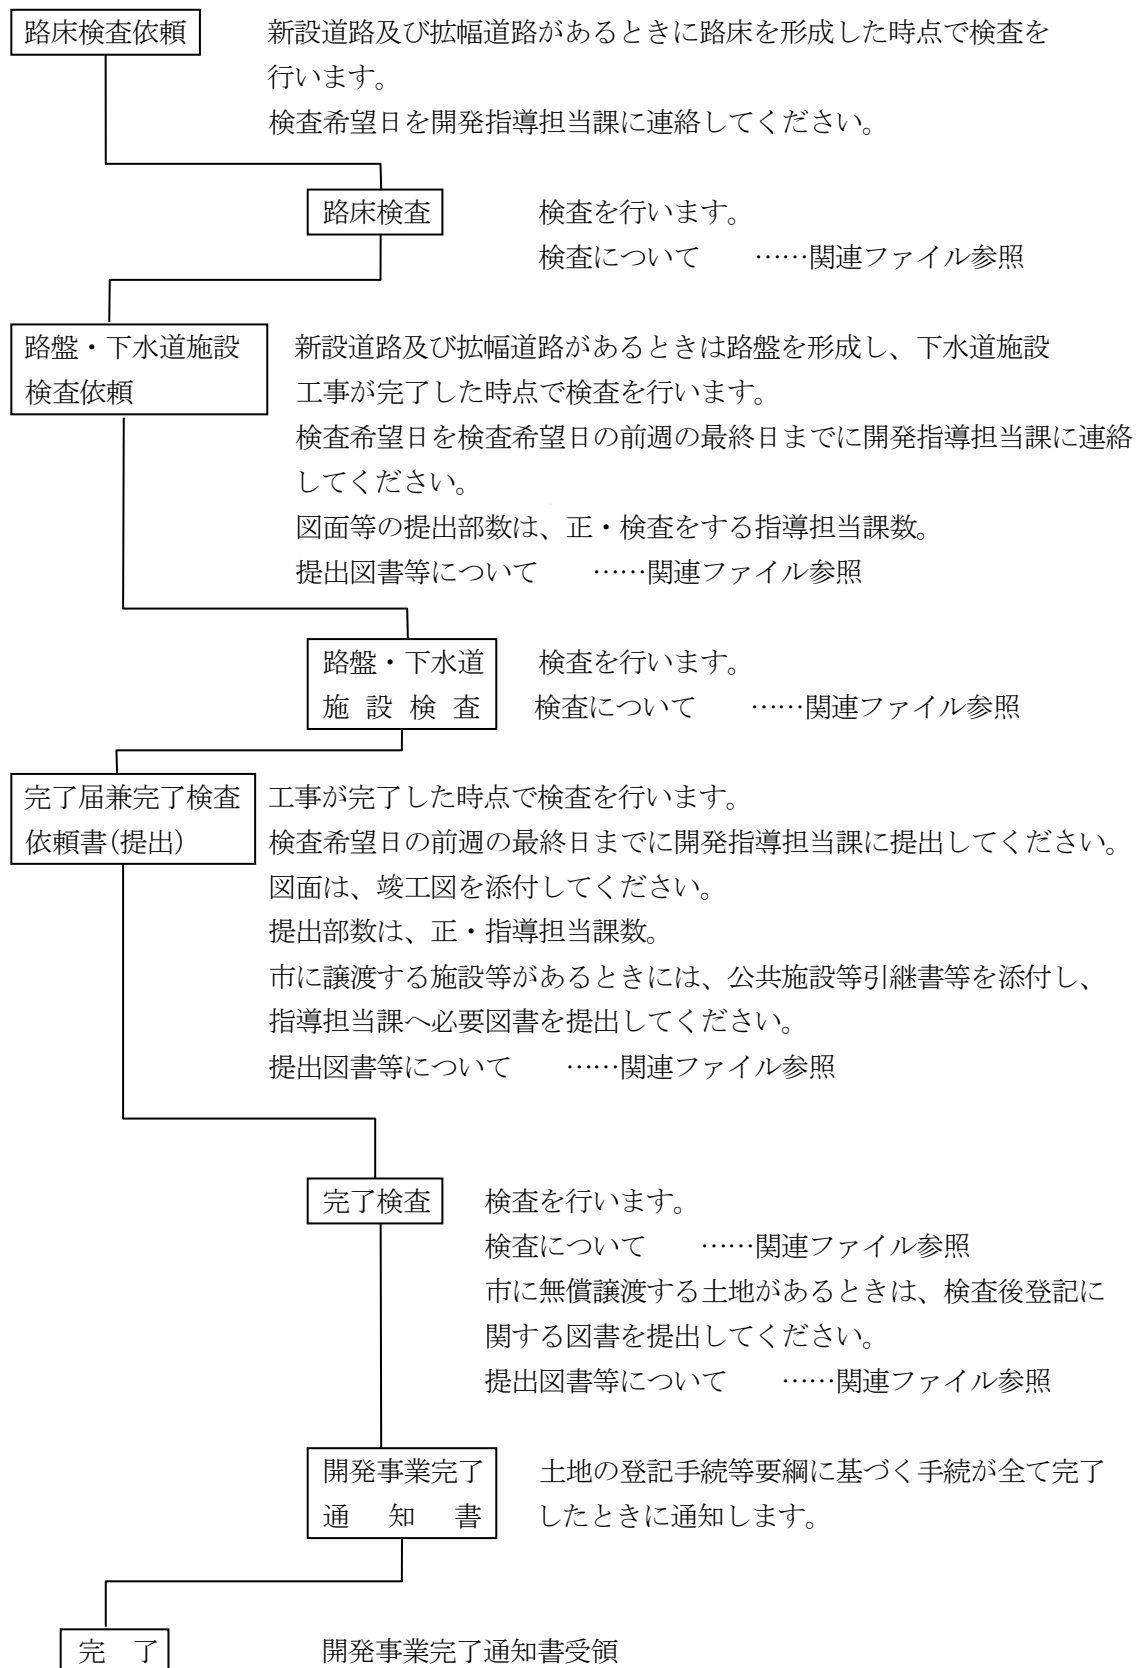 路床検査依頼
新設道路及び拡幅道路があるときに路床を形成した時点で検査を
行います。
検査希望日を開発指導担当課に連絡してください。
路床検査
検査を行います。
検査について ……関連ファイル参照
路盤・下水道施設
検査依頼
新設道路及び拡幅道路があるときは路盤を形成し、下水道施設
工事が完了した時点で検査を行います。
検査希望日を検査希望日の前週の最終日までに開発指導担当課に連絡
してください。
図面等の提出部数は、正・検査をする指導担当課数。
提出図書等について ……関連ファイル参照
路盤・下水道
施設検査
検査を行います。
検査について ……関連ファイル参照
完了届兼完了検査
依頼書(提出)
工事が完了した時点で検査を行います。
検査希望日の前週の最終日までに開発指導担当課に提出してください。
図面は、竣工図を添付してください。
提出部数は、正・指導担当課数。
市に譲渡する施設等があるときには、公共施設等引継書等を添付し、
指導担当課へ必要図書を提出してください。
提出図書等について ……関連ファイル参照
完了検査
検査を行います。
検査について ……関連ファイル参照
市に無償譲渡する土地があるときは、検査後登記に
関する図書を提出してください。
提出図書等について ……関連ファイル参照
開発事業完了
通知書
土地の登記手続等要綱に基づく手続が全て完了
したときに通知します。
完 了
開発事業完了通知書受領